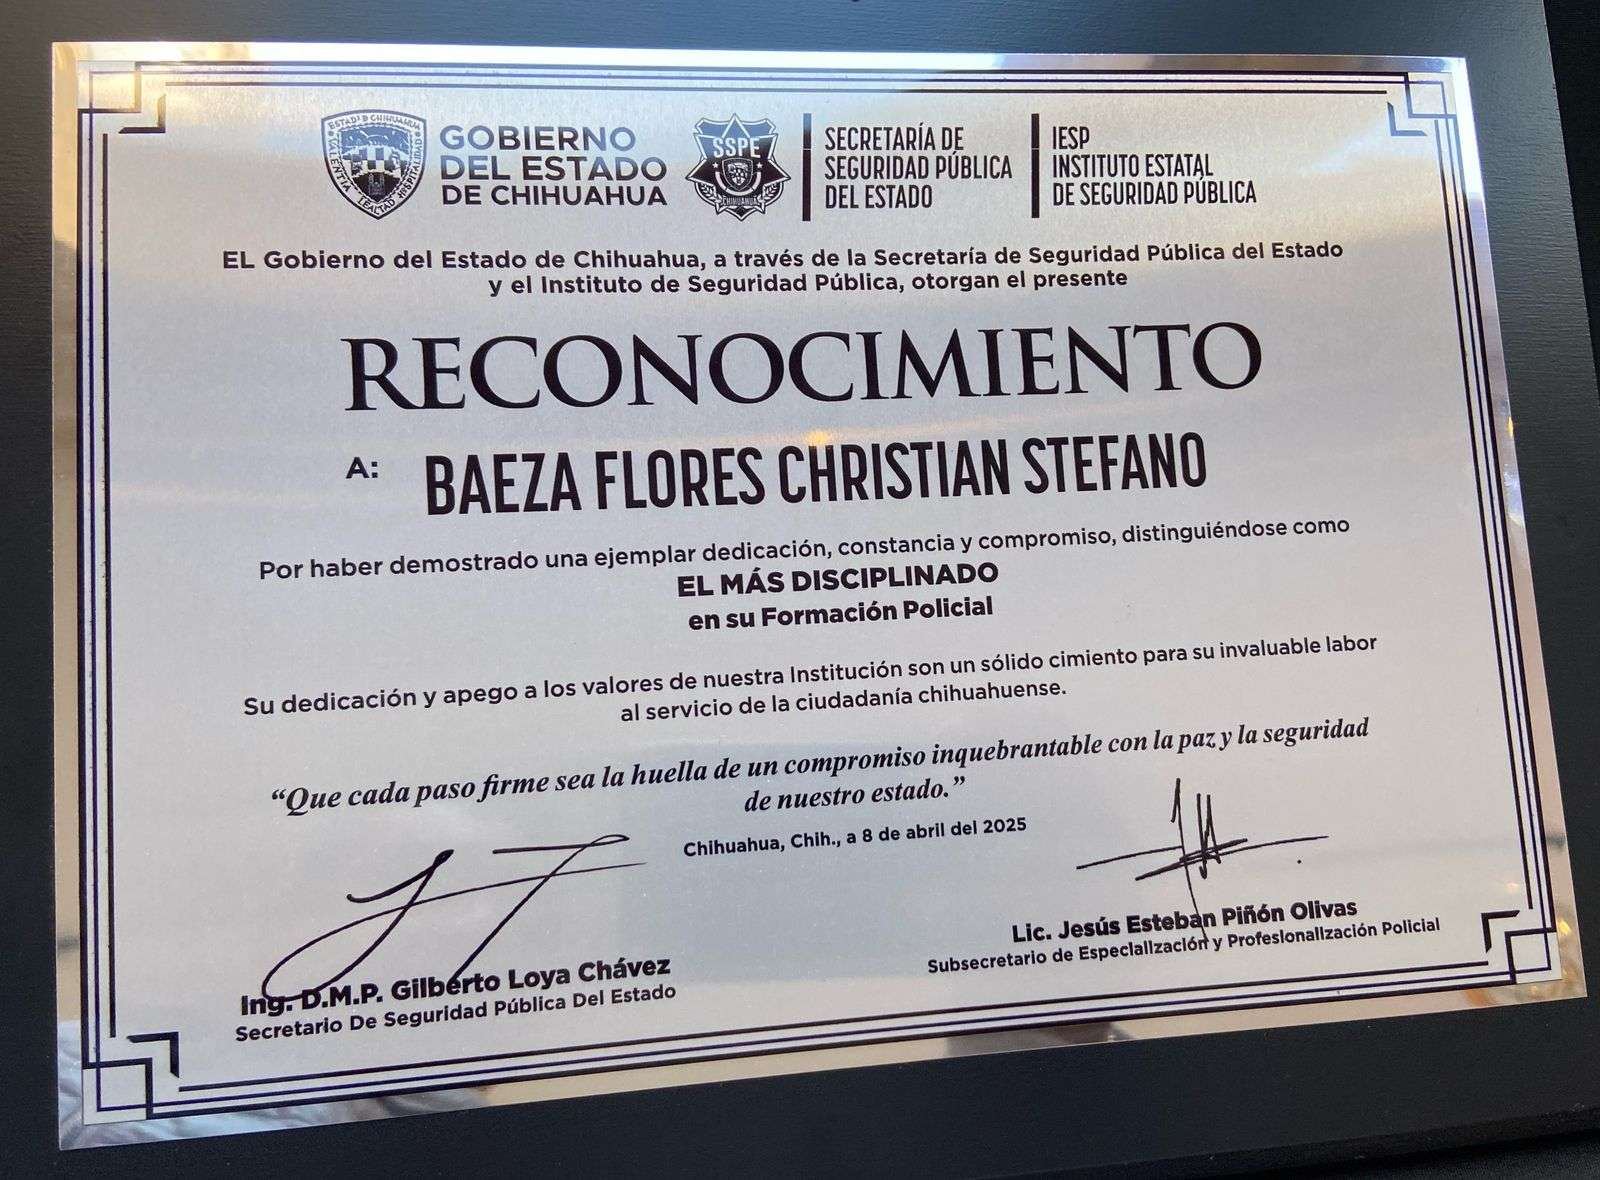 ESTADO DE CHIHUAHUA
VALENTIA
LEALTAD
HOSPITALIDAD
GOBIERNO
DEL ESTADO
DE CHIHUAHUA
SSPE
CHIHUAHUA
SECRETARÍA DE
SEGURIDAD PÚBLICA
DEL ESTADO
IESP
INSTITUTO ESTATAL
DE SEGURIDAD PÚBLICA
EL Gobierno del Estado de Chihuahua, a través de la Secretaría de Seguridad Pública del Estado
y el Instituto de Seguridad Pública, otorgan el presente
RECONOCIMIENTO
A: BAEZA FLORES CHRISTIAN STEFANO
Por haber demostrado una ejemplar dedicación, constancia y compromiso, distinguiéndose como
EL MÁS DISCIPLINADO
en su Formación Policial
Su dedicación y apego a los valores de nuestra Institución son un sólido cimiento para su invaluable labor
al servicio de la ciudadanía chihuahuense.
“Que cada paso firme sea la huella de un compromiso inquebrantable con la paz y la seguridad
de nuestro estado.”
Chihuahua, Chih., a 8 de abril del 2025
Ing. D.M.P. Gilberto Loya Chávez
Secretario De Seguridad Pública Del Estado
Lic. Jesús Esteban Piñón Olivas
Subsecretario de Especialización y Profesionalización Policial